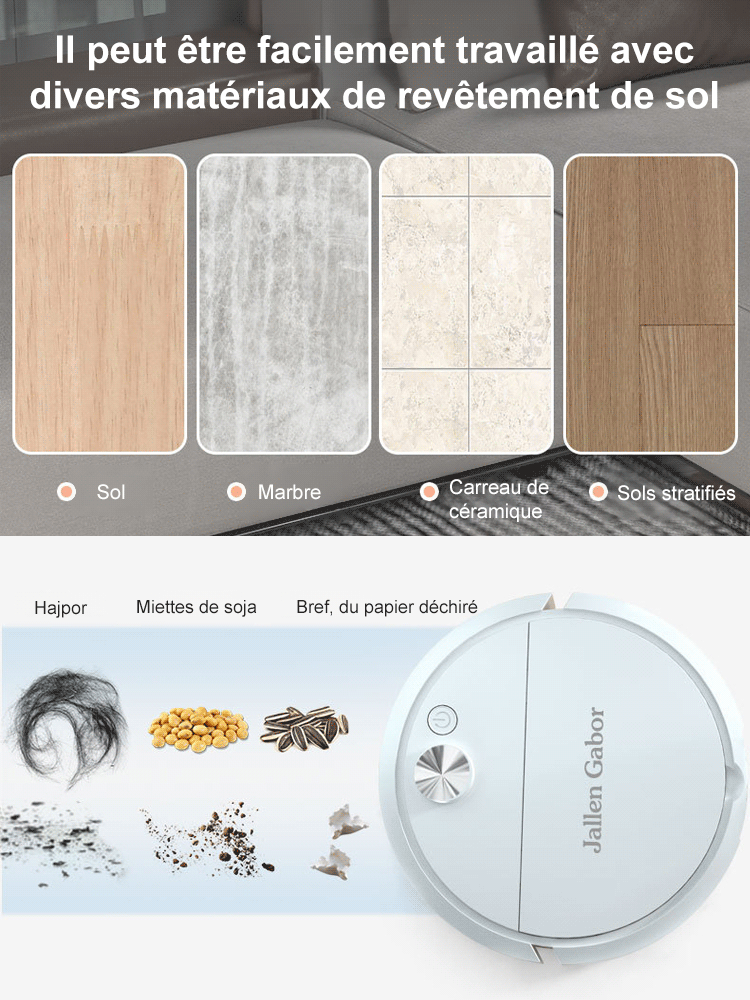 Il peut être facilement travaillé avec
divers matériaux de revêtement de sol
Sol
Marbre
Carreau de
céramique
Sols stratifiés
Hajpor
Miettes de soja
Bref, du papier déchiré
Jallen Gabor